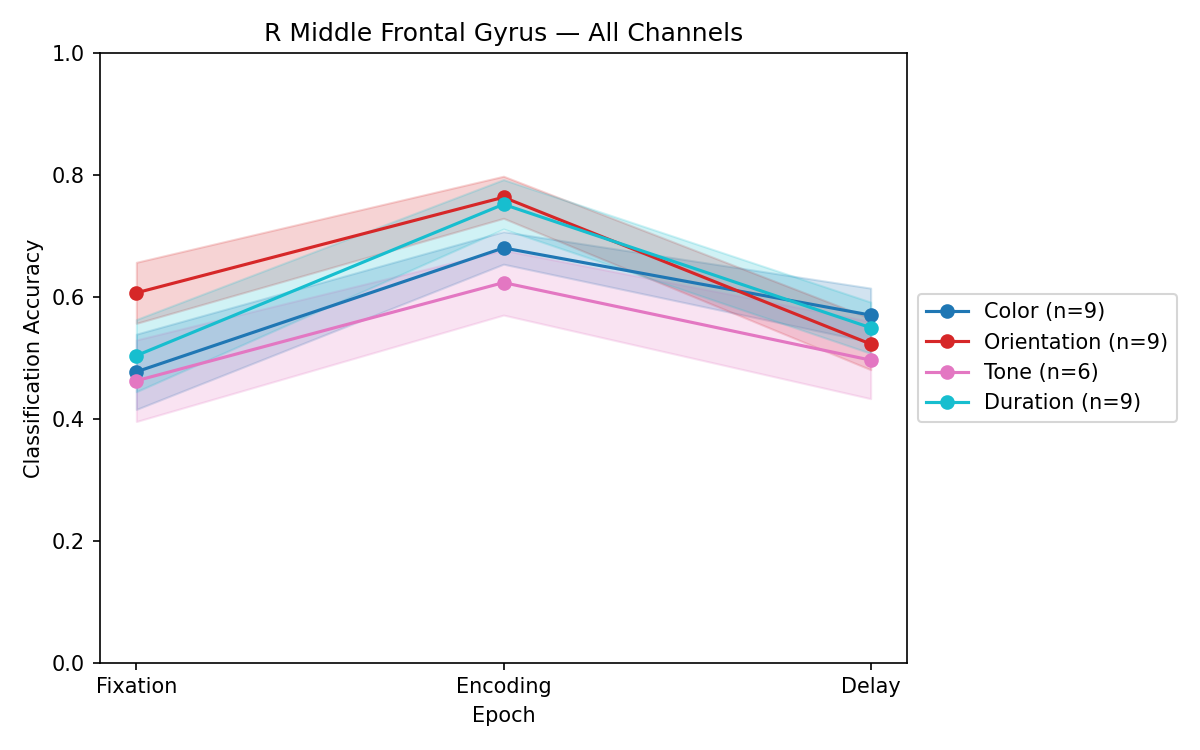 R Middle Frontal Gyrus — All Channels
1.0
0.8
0.6
0.4
0.2
0.0
Classification Accuracy
Fixation
Encoding
Delay
Epoch
Color (n=9)
Orientation (n=9)
Tone (n=6)
Duration (n=9)